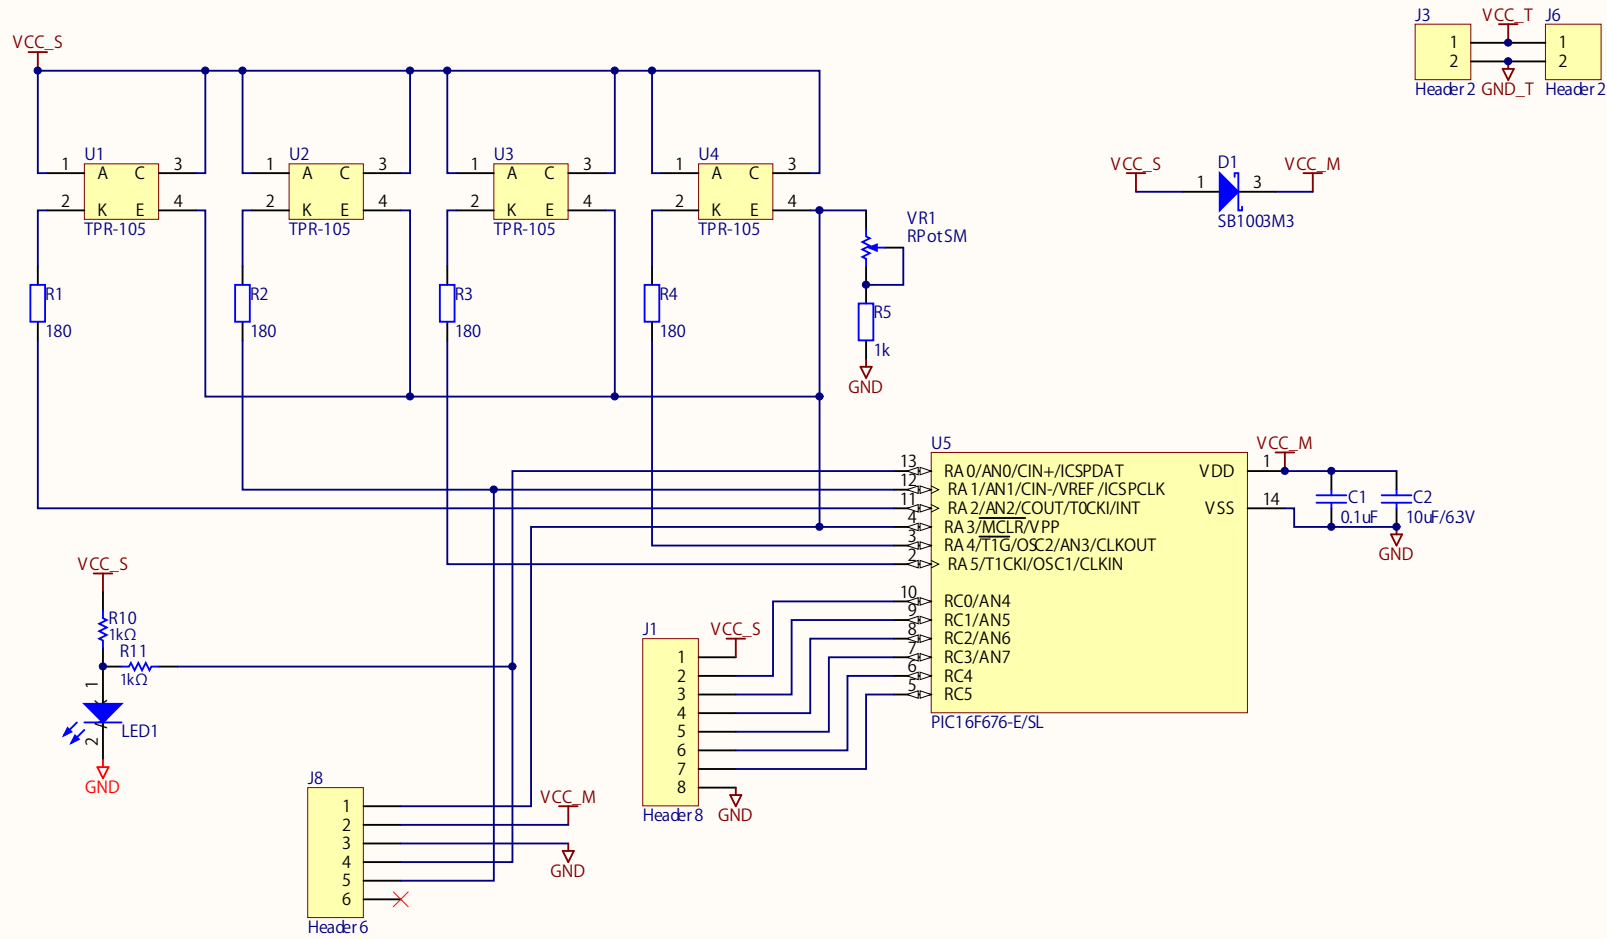 J3 VCC_T J6
1 1
2 2
Header 2 GND_T Header 2
VCC_S
U1
1 A C 3
2 K E 4
TPR-105
U2
1 A C 3
2 K E 4
TPR-105
U3
1 A C 3
2 K E 4
TPR-105
U4
1 A C 3
2 K E 4
TPR-105
VCC_S D1 VCC_M
1 3
SB1003M3
VR1
RPotSM
R1
180
R2
180
R3
180
R4
180
R5
1k
GND
U5
13 RA0/AN0/CIN+/ICSPDAT
12 RA1/AN1/CIN-/VREF/ICSPCLK
11 RA2/AN2/COUT/T0CKI/INT
4 RA3/MCLR/VPP
3 RA4/T1G/OSC2/AN3/CLKOUT
2 RA5/T1CKI/OSC1/CLKIN
10 RC0/AN4
9 RC1/AN5
8 RC2/AN6
7 RC3/AN7
6 RC4
5 RC5
VDD 1
VSS 14
PIC16F676-E/SL
VCC_M
C1
0.1uF
C2
10uF/6.3V
GND
VCC_S
R10
1kΩ
R11
1kΩ
1
LED1
2
GND
J1
VCC_S
1
2
3
4
5
6
7
8
Header 8 GND
J8
VCC_M
1
2
3
4
5
6
GND
Header 6